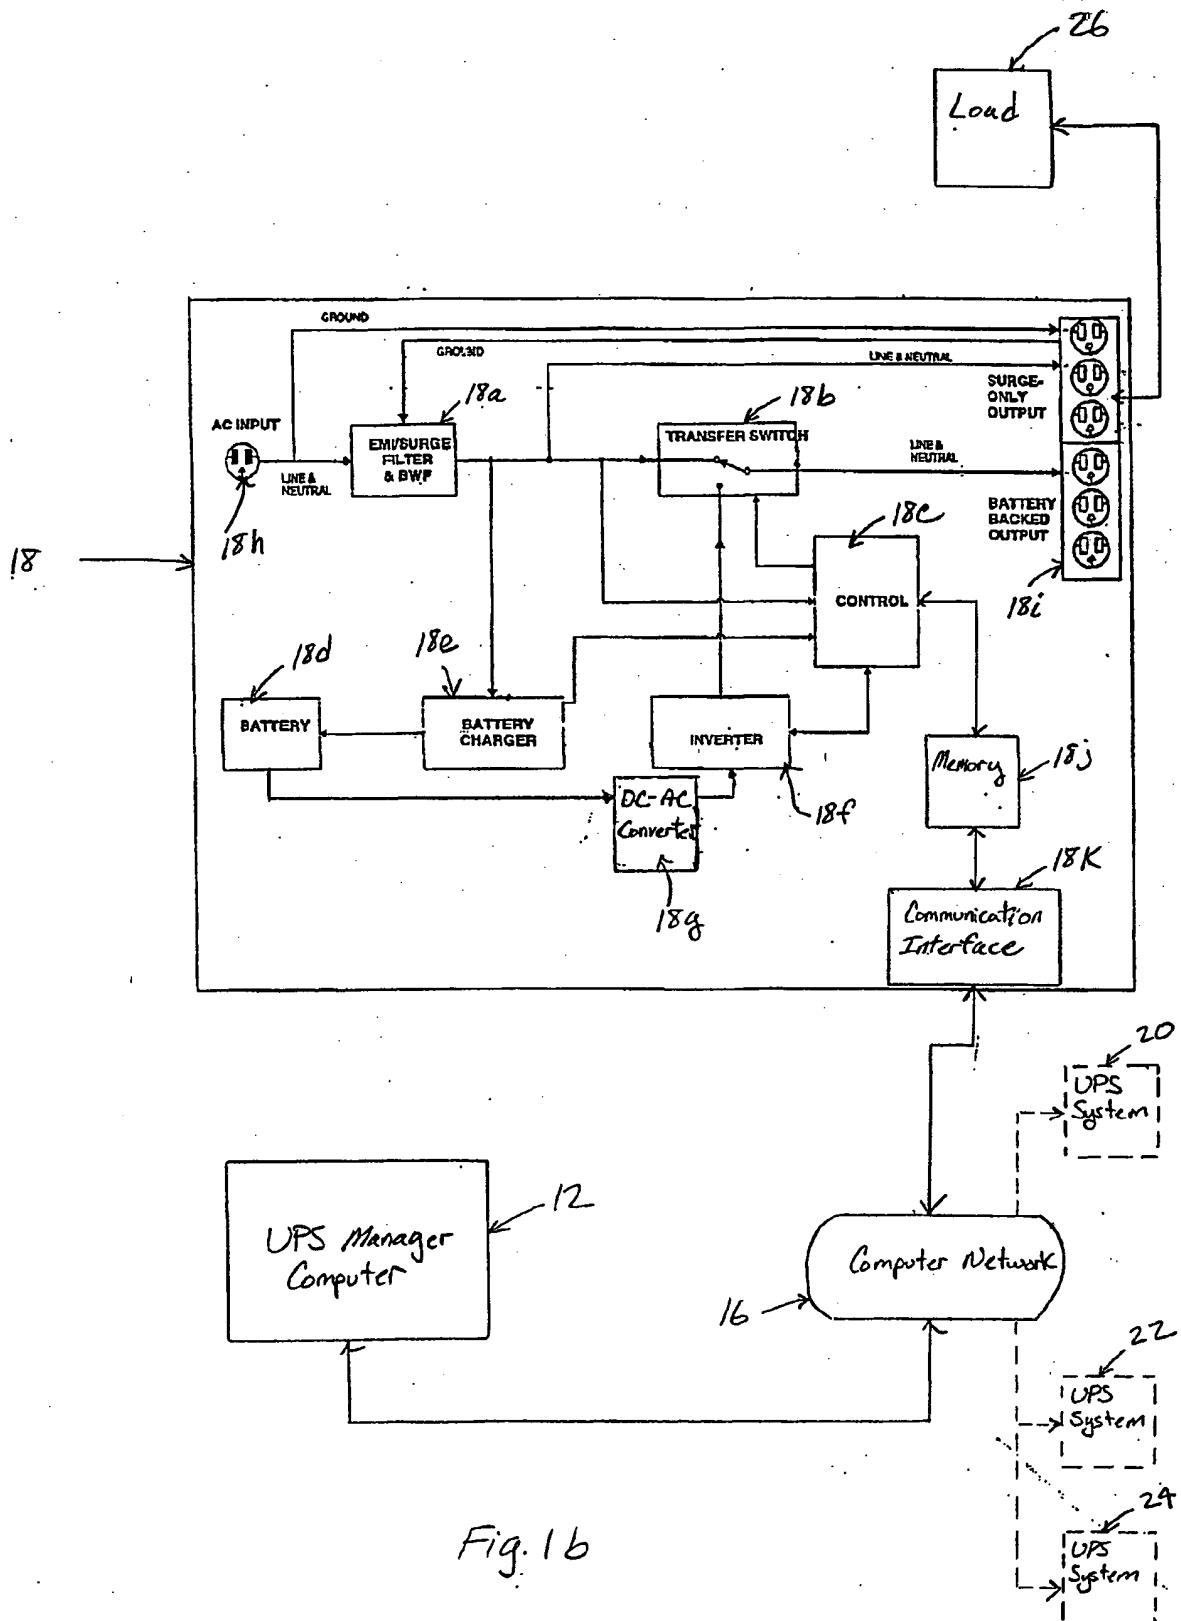 26
Load
GROUND
GROUND
LINE & NEUTRAL
SURGE-
ONLY
OUTPUT
18a
18b
AC INPUT
EMI/SURGE
FILTER
& BWF
TRANSFER SWITCH
LINE &
NEUTRAL
LINE &
NEUTRAL
18h
18c
BATTERY
BACKED
OUTPUT
18
CONTROL
18i
18d
18e
BATTERY
BATTERY
CHARGER
INVERTER
Memory
18j
DC-AC
Converter
18f
18g
18K
Communication
Interface
20
UPS
System
12
UPS Manager
Computer
Computer Network
16
22
UPS
System
24
UPS
System
Fig. 1b